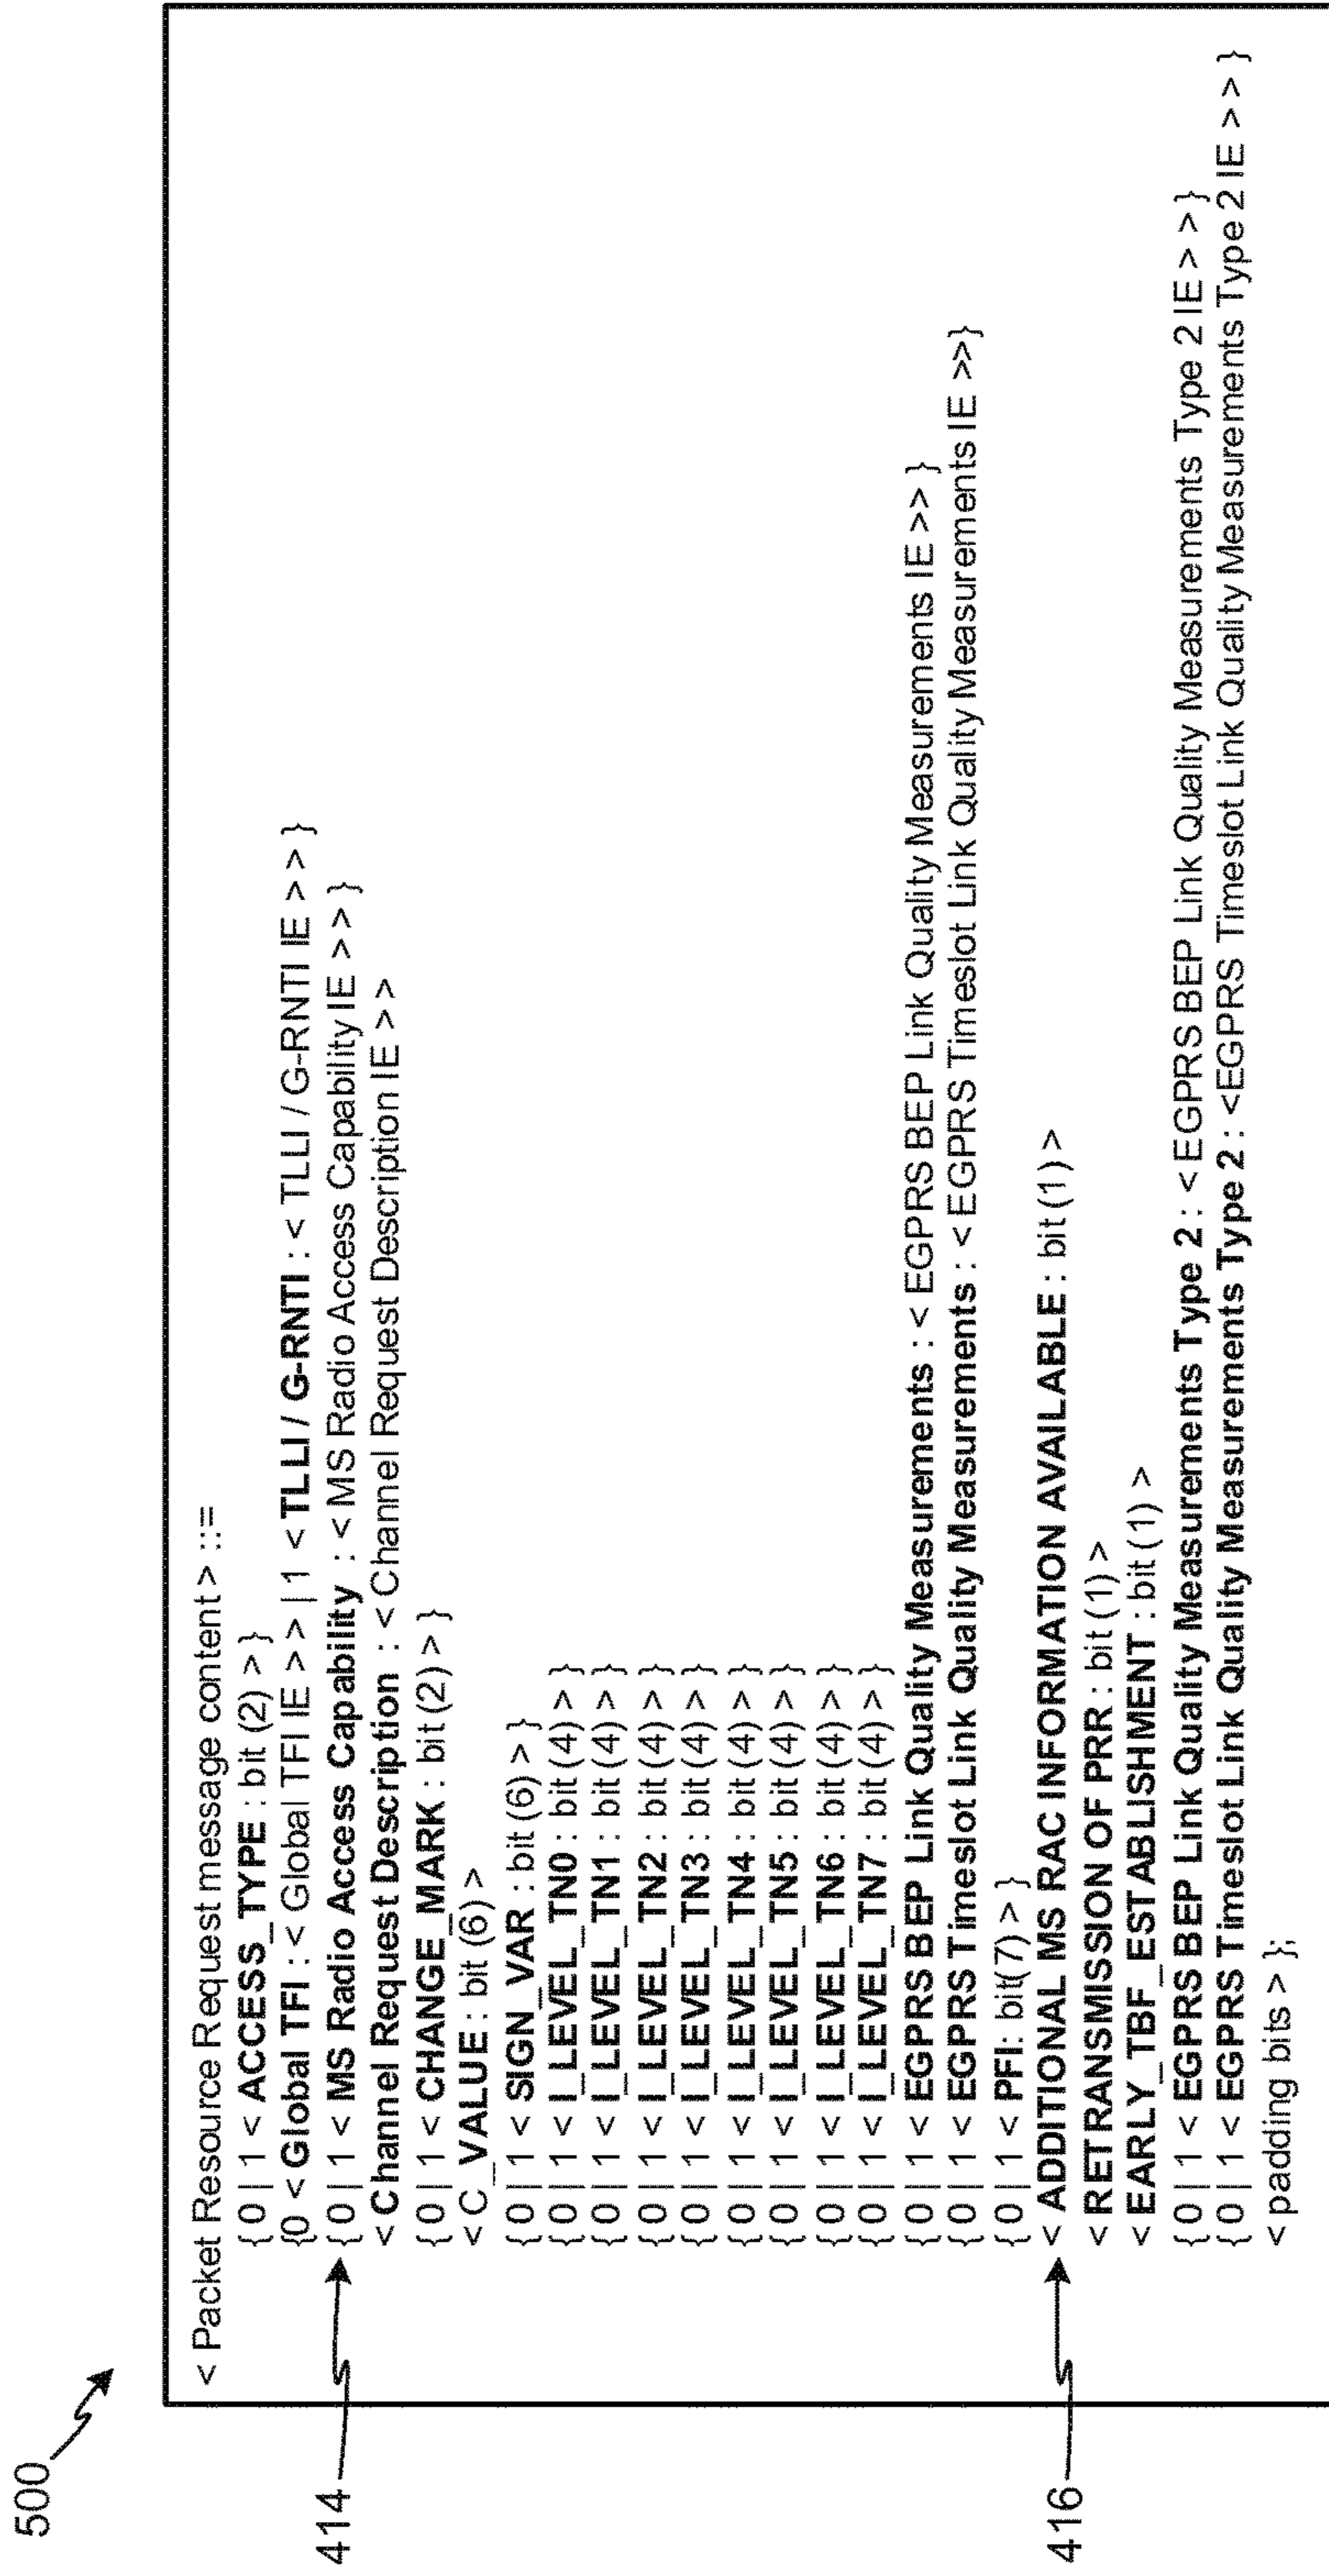 500
< Packet Resource Request message content > ::=
{ 0 | 1 < ACCESS_TYPE : bit (2) > }
{0 < Global TFI : < Global TFI IE > > | 1 < TLLI / G-RNTI : < TLLI / G-RNTI IE > > }
414
{ 0 | 1 < MS Radio Access Capability : < MS Radio Access Capability IE > > }
< Channel Request Description : < Channel Request Description IE > >
{ 0 | 1 < CHANGE_MARK : bit (2) > }
< C_VALUE : bit (6) >
{ 0 | 1 < SIGN_VAR : bit (6) > }
{ 0 | 1 < I_LEVEL_TN0 : bit (4) > }
{ 0 | 1 < I_LEVEL_TN1 : bit (4) > }
{ 0 | 1 < I_LEVEL_TN2 : bit (4) > }
{ 0 | 1 < I_LEVEL_TN3 : bit (4) > }
{ 0 | 1 < I_LEVEL_TN4 : bit (4) > }
{ 0 | 1 < I_LEVEL_TN5 : bit (4) > }
{ 0 | 1 < I_LEVEL_TN6 : bit (4) > }
{ 0 | 1 < I_LEVEL_TN7 : bit (4) > }
{ 0 | 1 < EGPRS BEP Link Quality Measurements : < EGPRS BEP Link Quality Measurements IE >> }
{ 0 | 1 < EGPRS Timeslot Link Quality Measurements : < EGPRS Timeslot Link Quality Measurements IE >>}
{ 0 | 1 < PFI: bit(7) > }
416
< ADDITIONAL MS RAC INFORMATION AVAILABLE : bit (1) >
< RETRANSMISSION OF PRR : bit (1) >
< EARLY_TBF_ESTABLISHMENT : bit (1) >
{ 0 | 1 < EGPRS BEP Link Quality Measurements Type 2 : < EGPRS BEP Link Quality Measurements Type 2 IE > > }
{ 0 | 1 < EGPRS Timeslot Link Quality Measurements Type 2 : <EGPRS Timeslot Link Quality Measurements Type 2 IE > > }
< padding bits > };